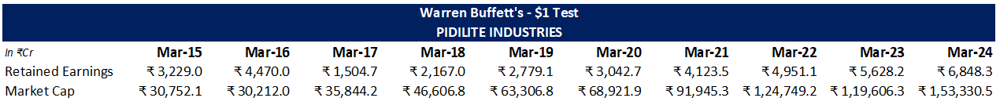 Warren Buffett's - $1 Test
PIDILITE INDUSTRIES
In ₹Cr Mar-15 Mar-16 Mar-17 Mar-18 Mar-19 Mar-20 Mar-21 Mar-22 Mar-23 Mar-24
Retained Earnings ₹ 3,229.0 ₹ 4,470.0 ₹ 1,504.7 ₹ 2,167.0 ₹ 2,779.1 ₹ 3,042.7 ₹ 4,123.5 ₹ 4,951.1 ₹ 5,628.2 ₹ 6,848.3
Market Cap ₹ 30,752.1 ₹ 30,212.0 ₹ 35,844.2 ₹ 46,606.8 ₹ 63,306.8 ₹ 68,921.9 ₹ 91,945.3 ₹ 1,24,749.2 ₹ 1,19,606.3 ₹ 1,53,330.5